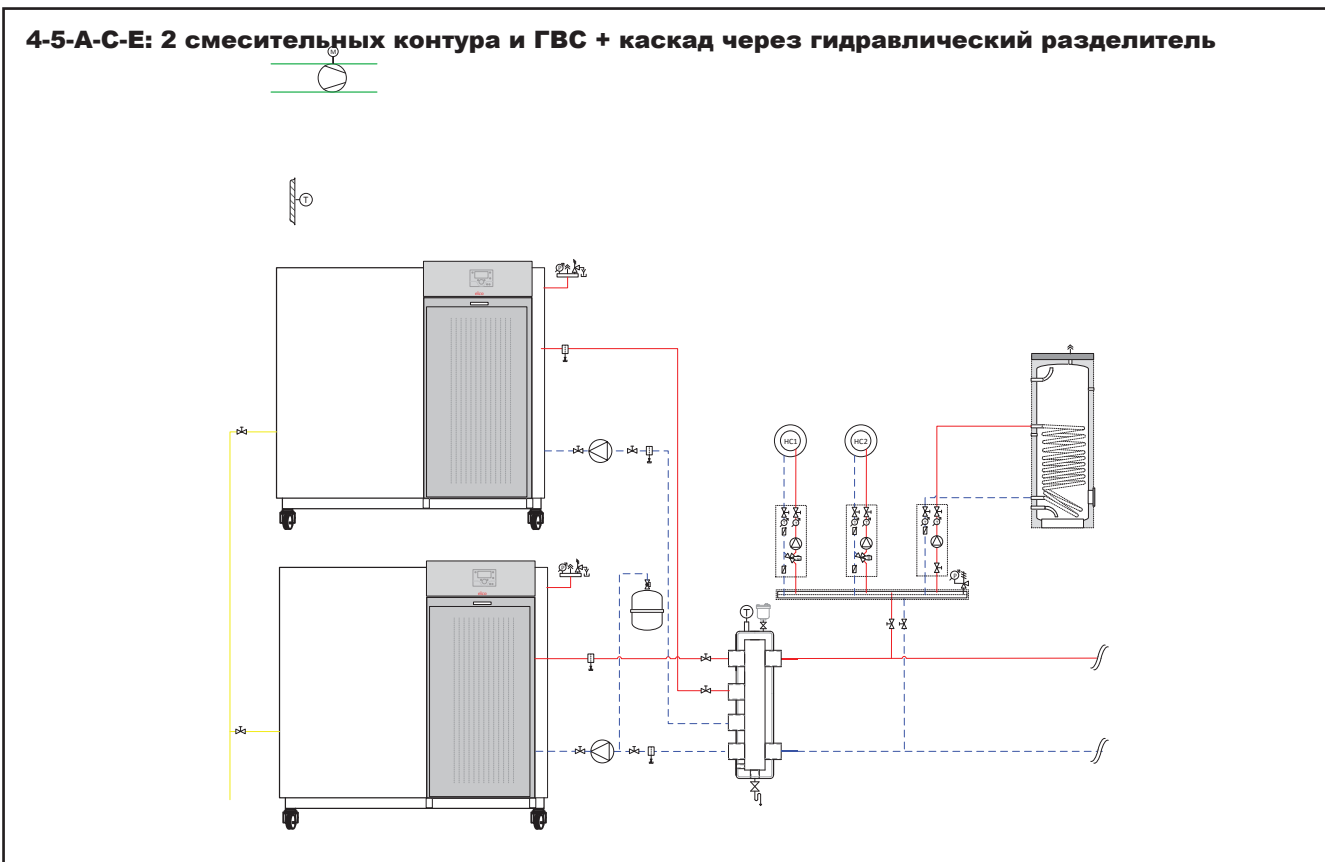 4-5-A-C-E: 2 смесительных контура и ГВС + каскад через гидравлический разделитель
M
T
HC1
HC2
T